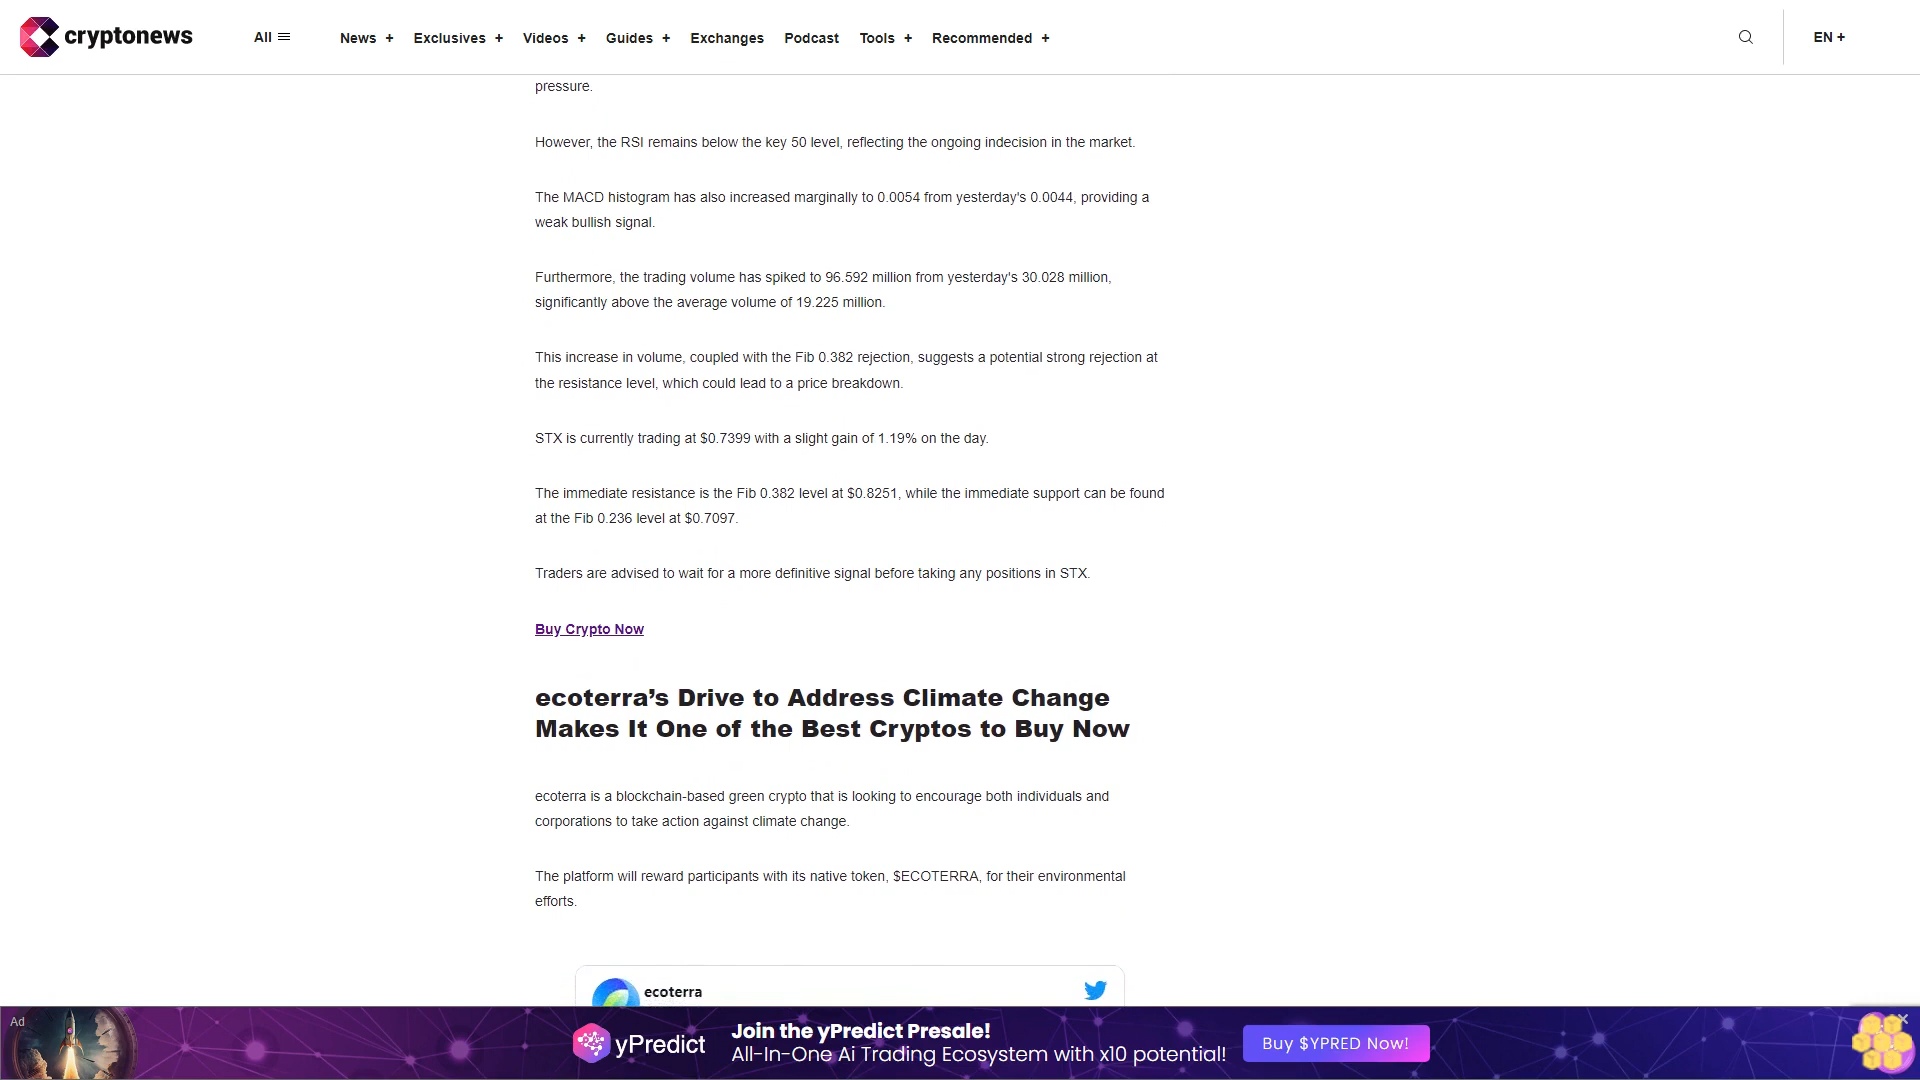 cryptonews
All
News +
Exclusives +
Videos +
Guides +
Exchanges
Podcast
Tools +
Recommended +
EN +
pressure.
However, the RSI remains below the key 50 level, reflecting the ongoing indecision in the market.
The MACD histogram has also increased marginally to 0.0054 from yesterday's 0.0044, providing a
weak bullish signal.
Furthermore, the trading volume has spiked to 96.592 million from yesterday's 30.028 million,
significantly above the average volume of 19.225 million.
This increase in volume, coupled with the Fib 0.382 rejection, suggests a potential strong rejection at
the resistance level, which could lead to a price breakdown.
STX is currently trading at $0.7399 with a slight gain of 1.19% on the day.
The immediate resistance is the Fib 0.382 level at $0.8251, while the immediate support can be found
at the Fib 0.236 level at $0.7097.
Traders are advised to wait for a more definitive signal before taking any positions in STX.
Buy Crypto Now
ecoterra’s Drive to Address Climate Change
Makes It One of the Best Cryptos to Buy Now
ecoterra is a blockchain-based green crypto that is looking to encourage both individuals and
corporations to take action against climate change.
The platform will reward participants with its native token, $ECOTERRA, for their environmental
efforts.
ecoterra
Ad
yPredict
Join the yPredict Presale!
All-In-One Ai Trading Ecosystem with x10 potential!
Buy $YPRED Now!